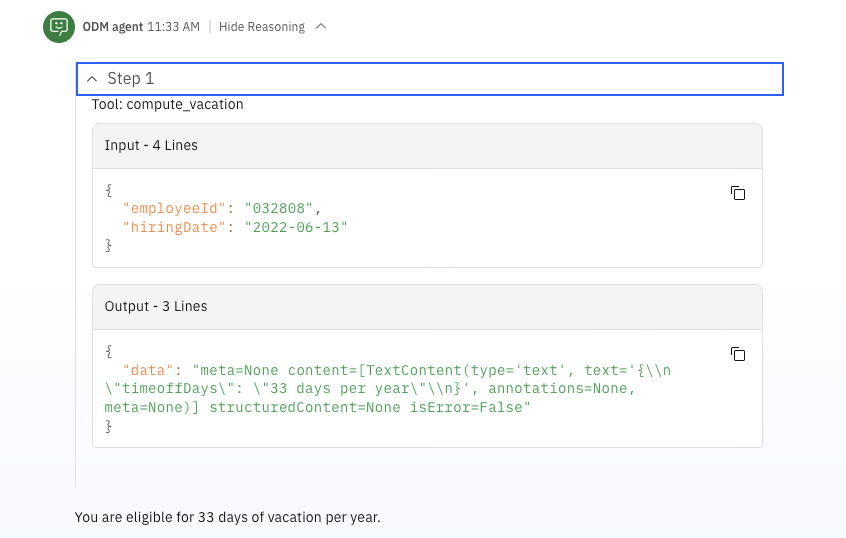 ODM agent 11:33 AM | Hide Reasoning
Step 1
Tool: compute_vacation
Input - 4 Lines
{
  "employeeId": "032808",
  "hiringDate": "2022-06-13"
}
Output - 3 Lines
{
  "data": "meta=None content=[TextContent(type='text', text='{\\n
\"timeoffDays\": \"33 days per year\"\\n}', annotations=None,
meta=None)] structuredContent=None isError=False"
}
You are eligible for 33 days of vacation per year.